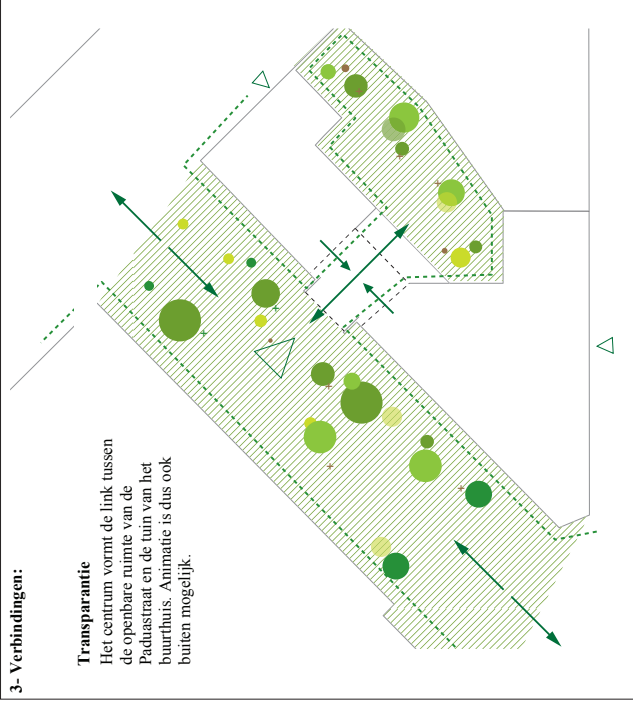 3- Verbindingen:
Transparantie
Het centrum vormt de link tussen
de openbare ruimte van de
Paduastraat en de tuin van het
buurthuis. Animatie is dus ook
buiten mogelijk.